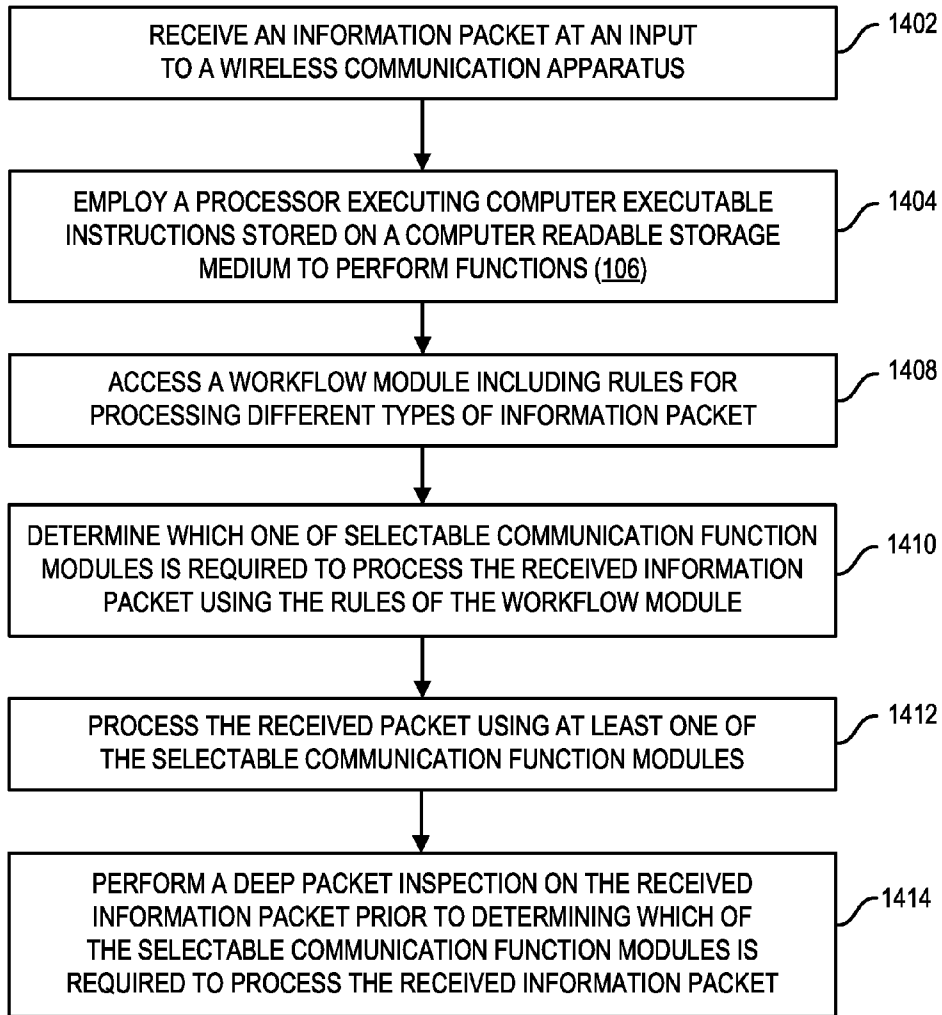 RECEIVE AN INFORMATION PACKET AT AN INPUT
TO A WIRELESS COMMUNICATION APPARATUS
1402
EMPLOY A PROCESSOR EXECUTING COMPUTER EXECUTABLE
INSTRUCTIONS STORED ON A COMPUTER READABLE STORAGE
MEDIUM TO PERFORM FUNCTIONS (106)
1404
ACCESS A WORKFLOW MODULE INCLUDING RULES FOR
PROCESSING DIFFERENT TYPES OF INFORMATION PACKET
1408
DETERMINE WHICH ONE OF SELECTABLE COMMUNICATION FUNCTION
MODULES IS REQUIRED TO PROCESS THE RECEIVED INFORMATION
PACKET USING THE RULES OF THE WORKFLOW MODULE
1410
PROCESS THE RECEIVED PACKET USING AT LEAST ONE OF
THE SELECTABLE COMMUNICATION FUNCTION MODULES
1412
PERFORM A DEEP PACKET INSPECTION ON THE RECEIVED
INFORMATION PACKET PRIOR TO DETERMINING WHICH OF
THE SELECTABLE COMMUNICATION FUNCTION MODULES IS
REQUIRED TO PROCESS THE RECEIVED INFORMATION PACKET
1414